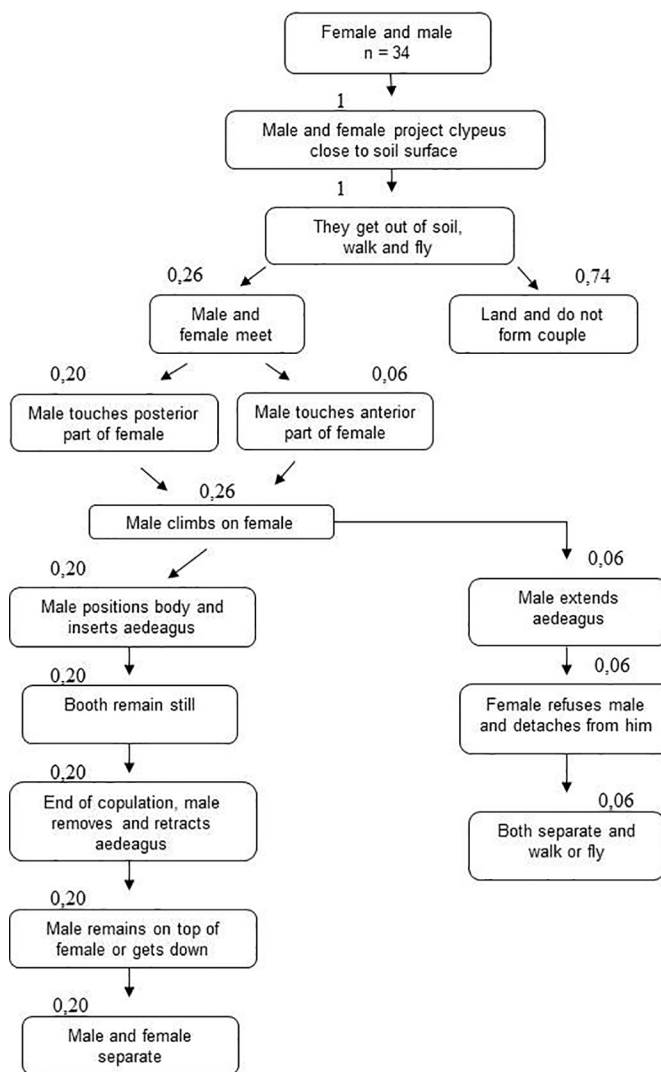 Female and male
n = 34
1
Male and female project clypeus
close to soil surface
1
They get out of soil,
walk and fly
0,26
0,74
Male and
female meet
Land and do not
form couple
0,20
0,06
Male touches posterior
part of female
Male touches anterior
part of female
0,26
Male climbs on female
0,20
0,06
Male positions body and
inserts aedeagus
Male extends
aedeagus
0,20
0,06
Booth remain still
Female refuses male
and detaches from him
0,20
0,06
End of copulation, male
removes and retracts
aedeagus
Both separate and
walk or fly
0,20
Male remains on top of
female or gets down
0,20
Male and female
separate